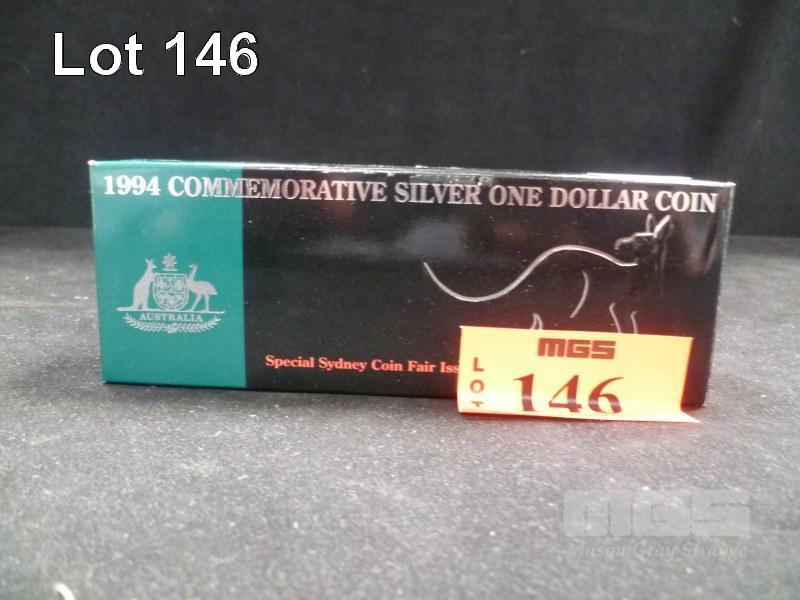 Lot 146
1994 COMMEMORATIVE SILVER ONE DOLLAR COIN
AUSTRALIA
Special Sydney Coin Fair Iss
MGS
LOT
146
MGS
Mason Gray Strange